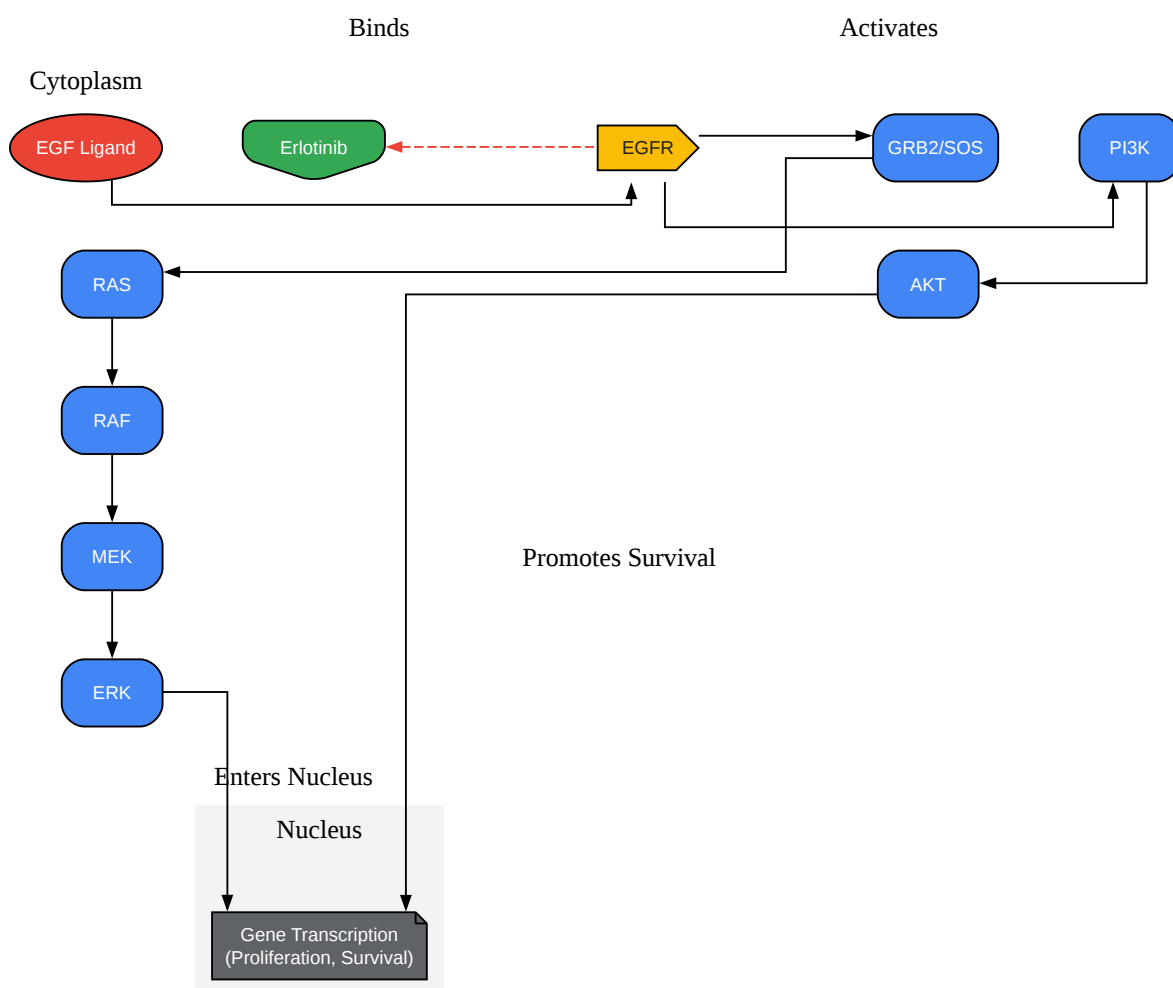 Binds
Activates
Cytoplasm
EGF Ligand
Erlotinib
EGFR
GRB2/SOS
PI3K
RAS
AKT
RAF
MEK
Promotes Survival
ERK
Enters Nucleus
Nucleus
Gene Transcription
(Proliferation, Survival)